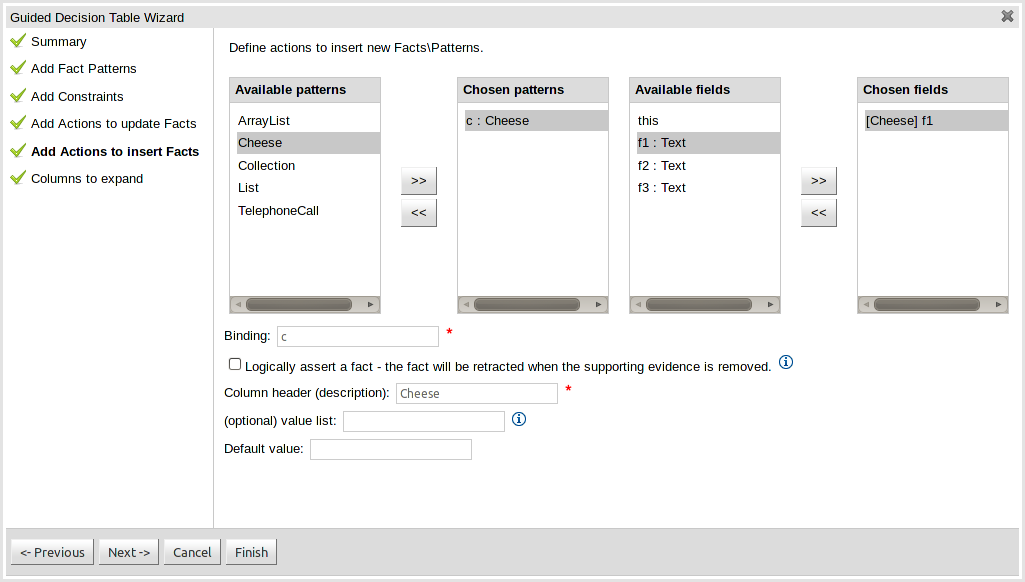 Guided Decision Table Wizard
Summary
Add Fact Patterns
Add Constraints
Add Actions to update Facts
Add Actions to insert Facts
Columns to expand
Define actions to insert new Facts\Patterns.
Available patterns
ArrayList
Cheese
Collection
List
TelephoneCall
>>
<<
Chosen patterns
c : Cheese
Available fields
this
f1 : Text
f2 : Text
f3 : Text
>>
<<
Chosen fields
[Cheese] f1
Binding: c *
Logically assert a fact - the fact will be retracted when the supporting evidence is removed.
Column header (description): Cheese *
(optional) value list:
Default value:
<- Previous Next -> Cancel Finish